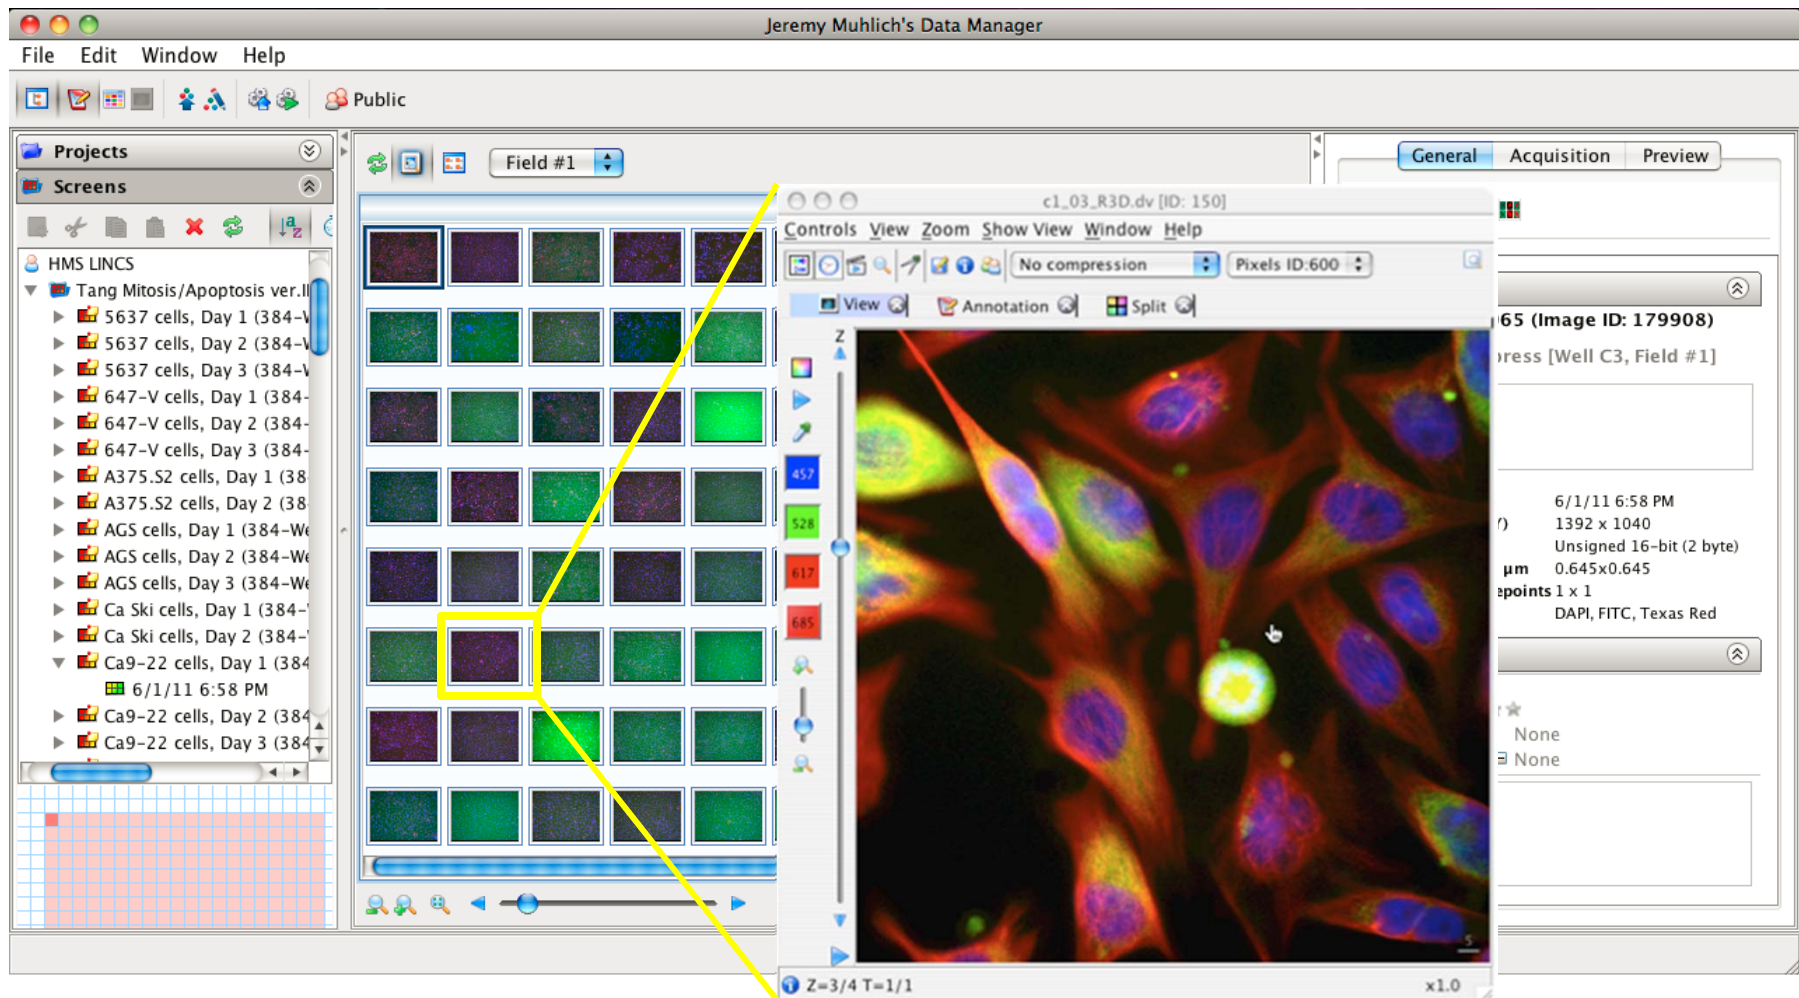 Jeremy Muhlich's Data Manager
File Edit Window Help
Public
Projects
Screens
HMS LINCS
Tang Mitosis/Apoptosis ver.II
5637 cells, Day 1 (384-W
5637 cells, Day 2 (384-
5637 cells, Day 3 (384-
647-V cells, Day 1 (384-
647-V cells, Day 2 (384-
647-V cells, Day 3 (384-
A375.S2 cells, Day 1 (38
A375.S2 cells, Day 2 (38
AGS cells, Day 1 (384-We
AGS cells, Day 2 (384-We
AGS cells, Day 3 (384-We
Ca Ski cells, Day 1 (384-
Ca Ski cells, Day 2 (384-
Ca9-22 cells, Day 1 (384
6/1/11 6:58 PM
Ca9-22 cells, Day 2 (384
Ca9-22 cells, Day 3 (384
Field #1
c1_03_R3D.dv [ID: 150]
Controls View Zoom Show View Window Help
No compression
Pixels ID:600
View
Annotation
Split
Z
457
528
617
685
5
Z=3/4 T=1/1
x1.0
General Acquisition Preview
65 (Image ID: 179908)
press [Well C3, Field #1]
6/1/11 6:58 PM
1392 x 1040
Unsigned 16-bit (2 byte)
µm 0.645x0.645
epoints 1 x 1
DAPI, FITC, Texas Red
None
None